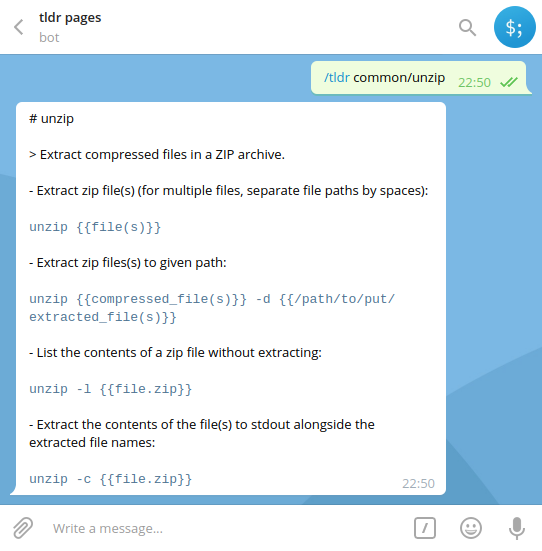 tldr pages
bot
$;
/tldr common/unzip 22:50
# unzip
> Extract compressed files in a ZIP archive.
- Extract zip file(s) (for multiple files, separate file paths by spaces):
unzip {{file(s)}}
- Extract zip files(s) to given path:
unzip {{compressed_file(s)}} -d {{/path/to/put/
extracted_file(s)}}
- List the contents of a zip file without extracting:
unzip -l {{file.zip}}
- Extract the contents of the file(s) to stdout alongside the
extracted file names:
unzip -c {{file.zip}}
22:50
Write a message...
/